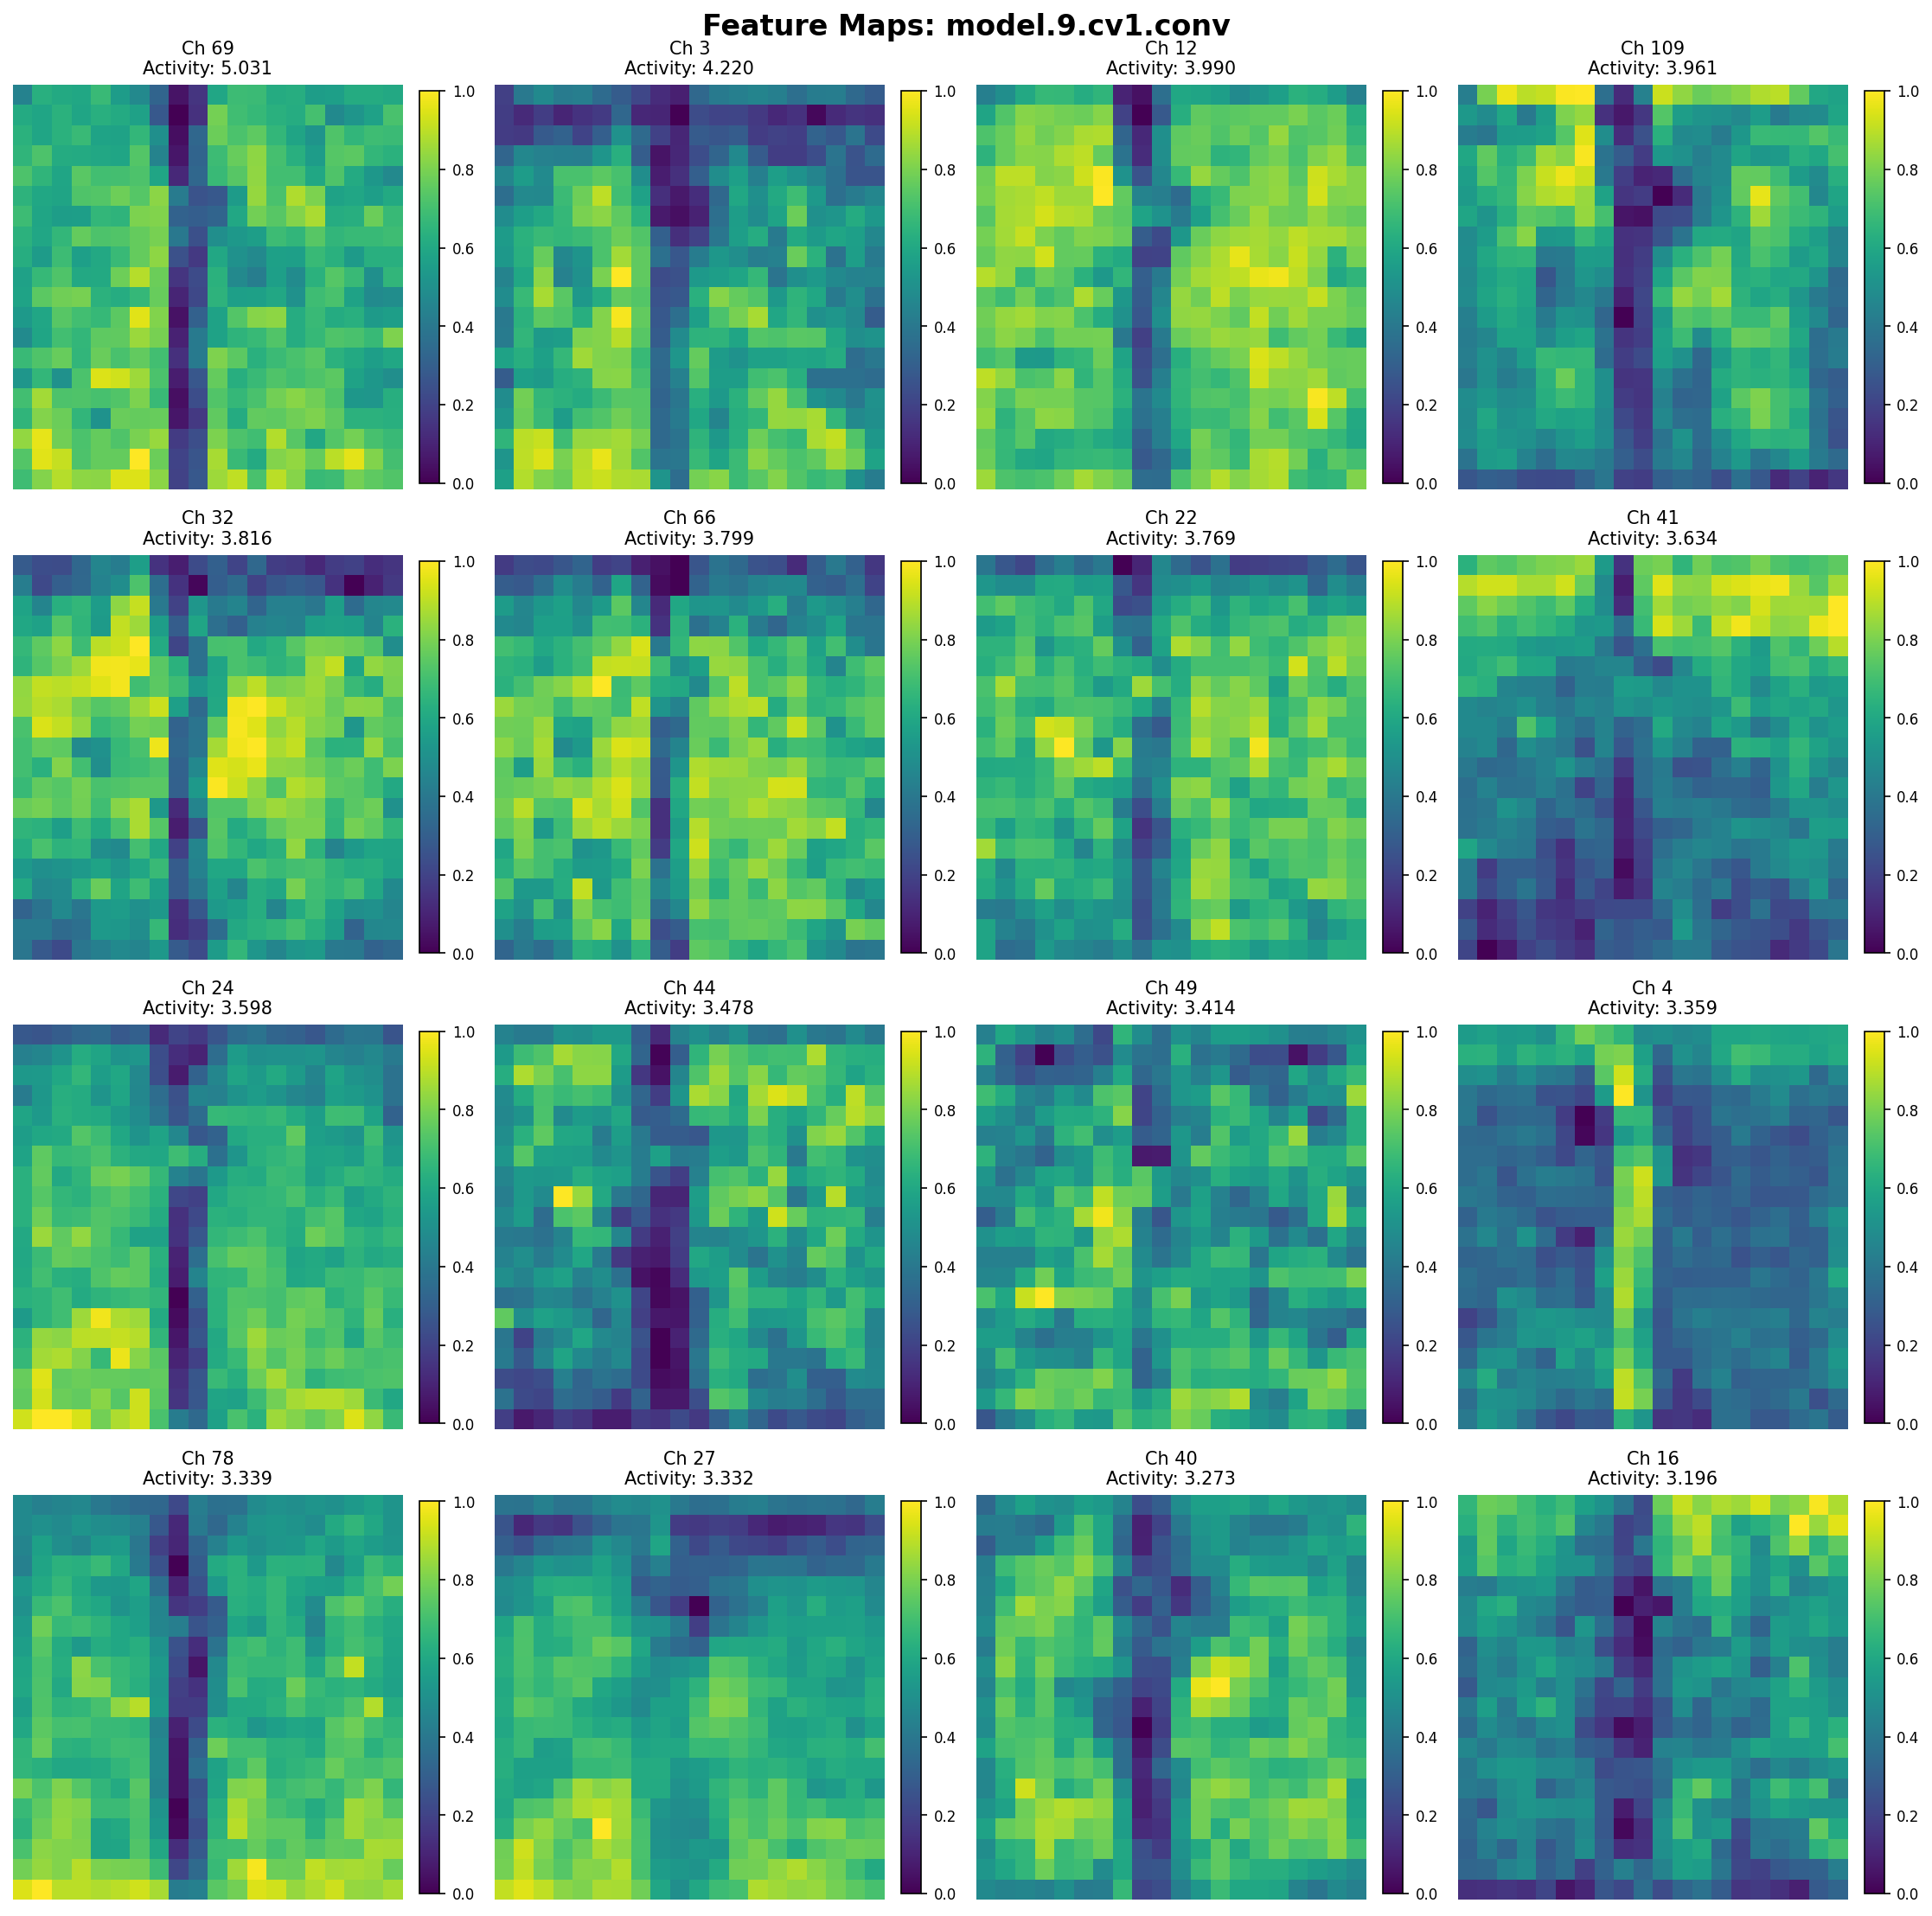 Feature Maps: model.9.cv1.conv
Ch 69
Activity: 5.031
Ch 3
Activity: 4.220
Ch 12
Activity: 3.990
Ch 109
Activity: 3.961
1.0
0.8
0.6
0.4
0.2
0.0
1.0
0.8
0.6
0.4
0.2
0.0
1.0
0.8
0.6
0.4
0.2
0.0
1.0
0.8
0.6
0.4
0.2
0.0
Ch 32
Activity: 3.816
Ch 66
Activity: 3.799
Ch 22
Activity: 3.769
Ch 41
Activity: 3.634
1.0
0.8
0.6
0.4
0.2
0.0
1.0
0.8
0.6
0.4
0.2
0.0
1.0
0.8
0.6
0.4
0.2
0.0
1.0
0.8
0.6
0.4
0.2
0.0
Ch 24
Activity: 3.598
Ch 44
Activity: 3.478
Ch 49
Activity: 3.414
Ch 4
Activity: 3.359
1.0
0.8
0.6
0.4
0.2
0.0
1.0
0.8
0.6
0.4
0.2
0.0
1.0
0.8
0.6
0.4
0.2
0.0
1.0
0.8
0.6
0.4
0.2
0.0
Ch 78
Activity: 3.339
Ch 27
Activity: 3.332
Ch 40
Activity: 3.273
Ch 16
Activity: 3.196
1.0
0.8
0.6
0.4
0.2
0.0
1.0
0.8
0.6
0.4
0.2
0.0
1.0
0.8
0.6
0.4
0.2
0.0
1.0
0.8
0.6
0.4
0.2
0.0